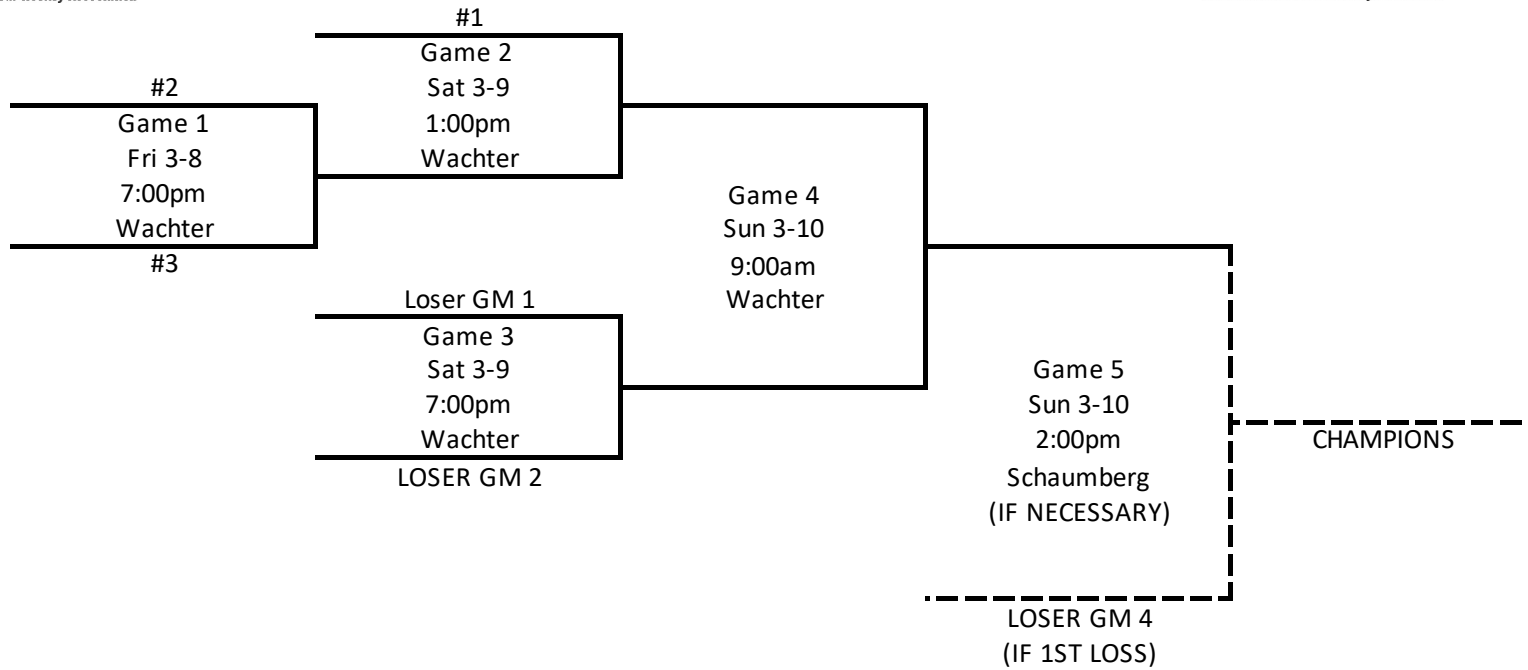 #1
Game 2
Sat 3-9
1:00pm
Wachter
#2
Game 1
Fri 3-8
7:00pm
Wachter
#3
Game 4
Sun 3-10
9:00am
Wachter
Loser GM 1
Game 3
Sat 3-9
7:00pm
Wachter
LOSER GM 2
Game 5
Sun 3-10
2:00pm
Schaumberg
(IF NECESSARY)
CHAMPIONS
LOSER GM 4
(IF 1ST LOSS)